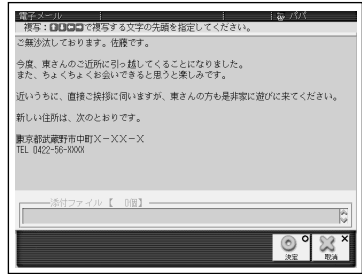 電子メール パパ
複写：□□□□で複写する文字の先頭を指定してください。
ご無沙汰しております。佐藤です。
今度、東さんのご近所に引っ越してくることになりました。
また、ちょくちょくお会いできると思うと楽しみです。
近いうちに、直接ご挨拶に伺いますが、東さんの方も是非家に遊びに来てください。
新しい住所は、次のとおりです。
東京都武蔵野市中町X－XX－X
TEL 0422-56-XXXX
添付ファイル【 0個】
決定 取消